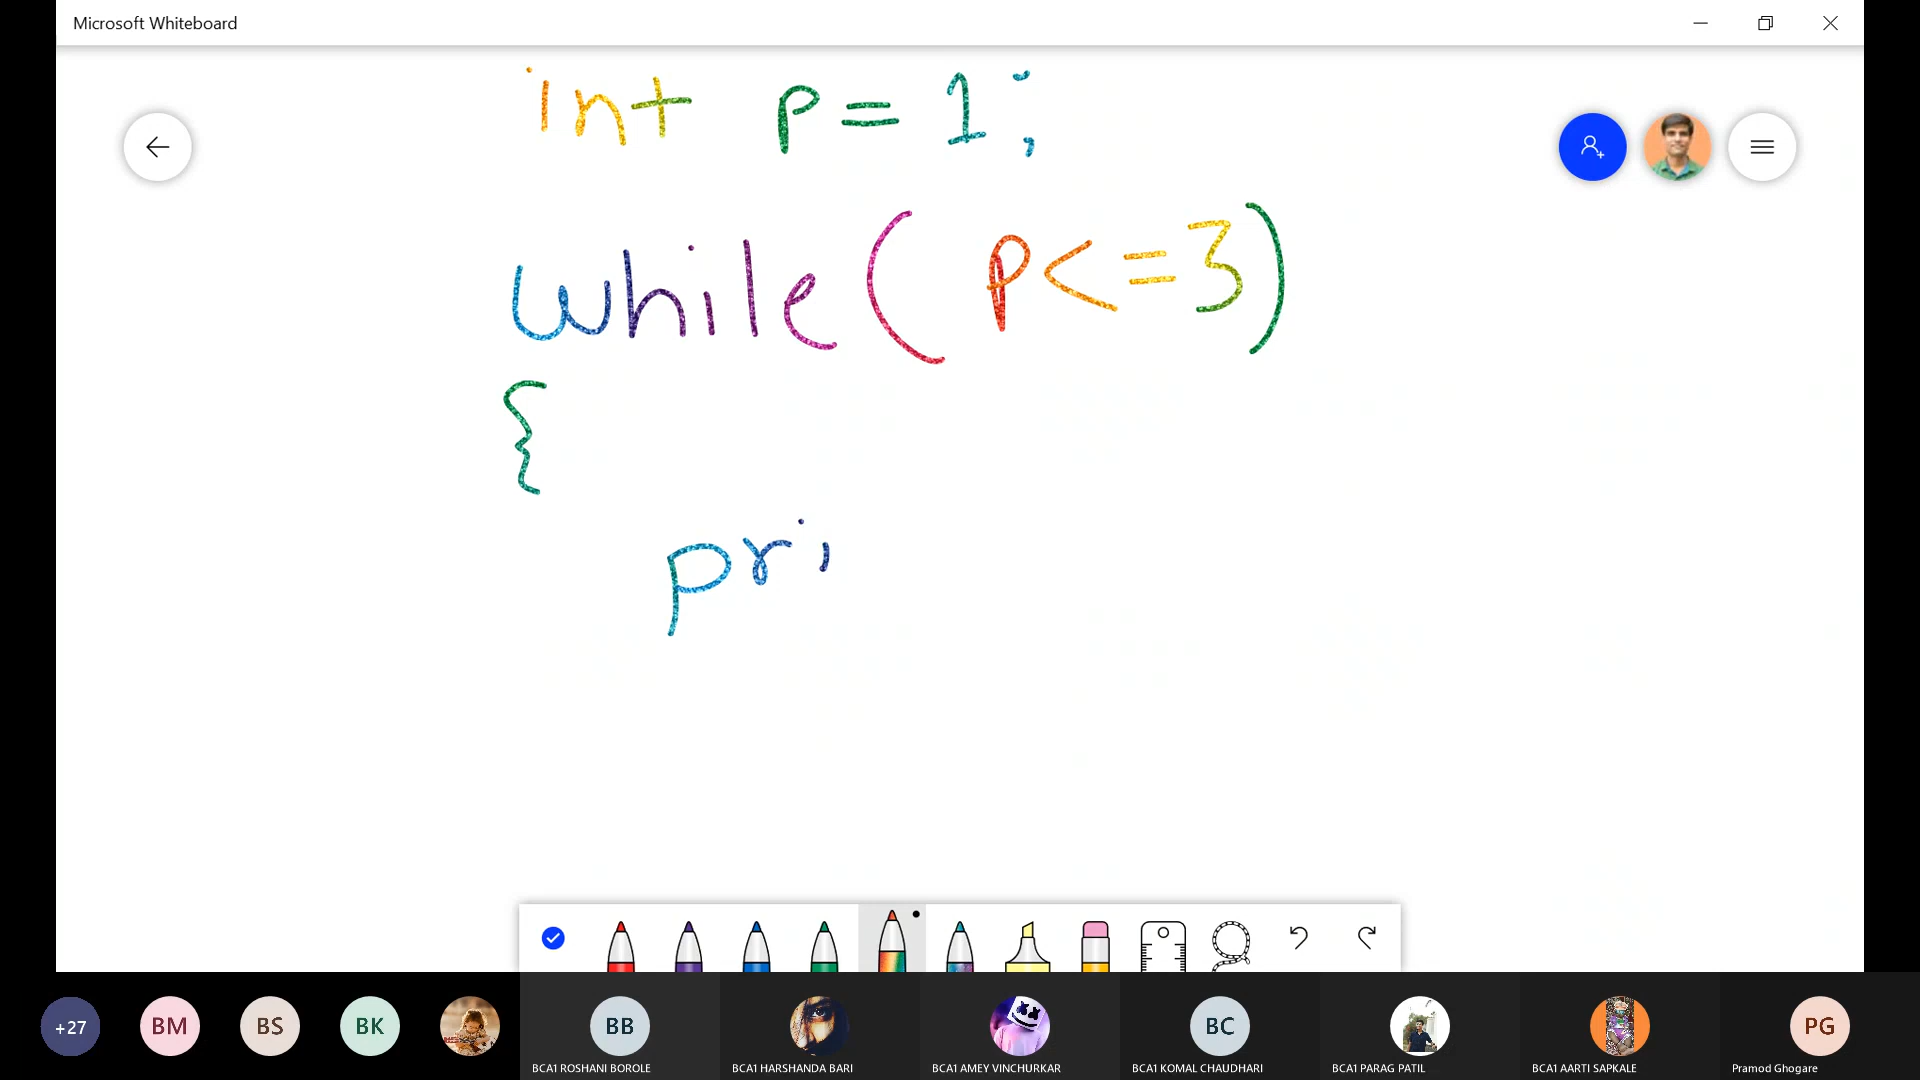 Microsoft Whiteboard
int p = 1;
while ( p<=3)
{
pri
+27
BM
BS
BK
BB
BC
PG
BCA1 ROSHANI BOROLE
BCA1 HARSHANDA BARI
BCA1 AMEY VINCHURKAR
BCA1 KOMAL CHAUDHARI
BCA1 PARAG PATIL
BCA1 AARTI SAPKALE
Pramod Ghogare